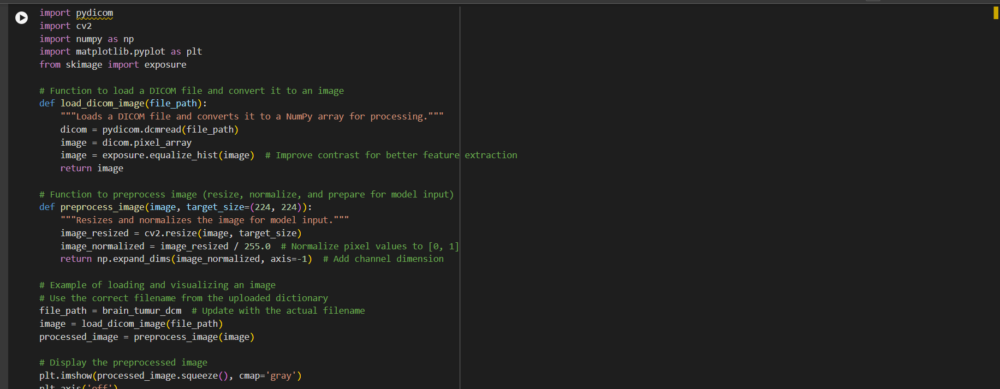 import pydicom
import cv2
import numpy as np
import matplotlib.pyplot as plt
from skimage import exposure

# Function to load a DICOM file and convert it to an image
def load_dicom_image(file_path):
    """Loads a DICOM file and converts it to a NumPy array for processing."""
    dicom = pydicom.dcmread(file_path)
    image = dicom.pixel_array
    image = exposure.equalize_hist(image)  # Improve contrast for better feature extraction
    return image

# Function to preprocess image (resize, normalize, and prepare for model input)
def preprocess_image(image, target_size=(224, 224)):
    """Resizes and normalizes the image for model input."""
    image_resized = cv2.resize(image, target_size)
    image_normalized = image_resized / 255.0  # Normalize pixel values to [0, 1]
    return np.expand_dims(image_normalized, axis=-1)  # Add channel dimension

# Example of loading and visualizing an image
# Use the correct filename from the uploaded dictionary
file_path = brain_tumur_dcm  # Update with the actual filename
image = load_dicom_image(file_path)
processed_image = preprocess_image(image)

# Display the preprocessed image
plt.imshow(processed_image.squeeze(), cmap='gray')
plt.axis('off')